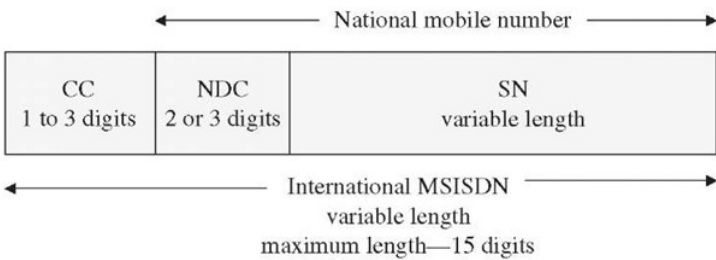 National mobile number
CC
1 to 3 digits
NDC
2 or 3 digits
SN
variable length
International MSISDN
variable length
maximum length—15 digits